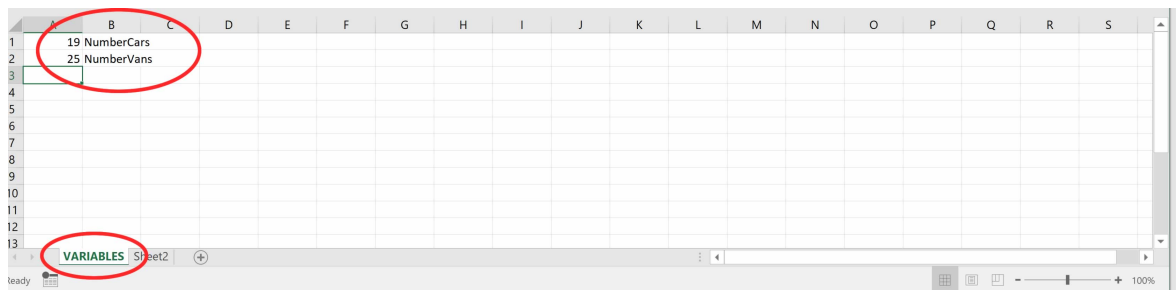 A B C D E F G H I J K L M N O P Q R S
1 19 NumberCars
2 25 NumberVans
3
4
5
6
7
8
9
10
11
12
13
VARIABLES Sheet2
Ready 100%